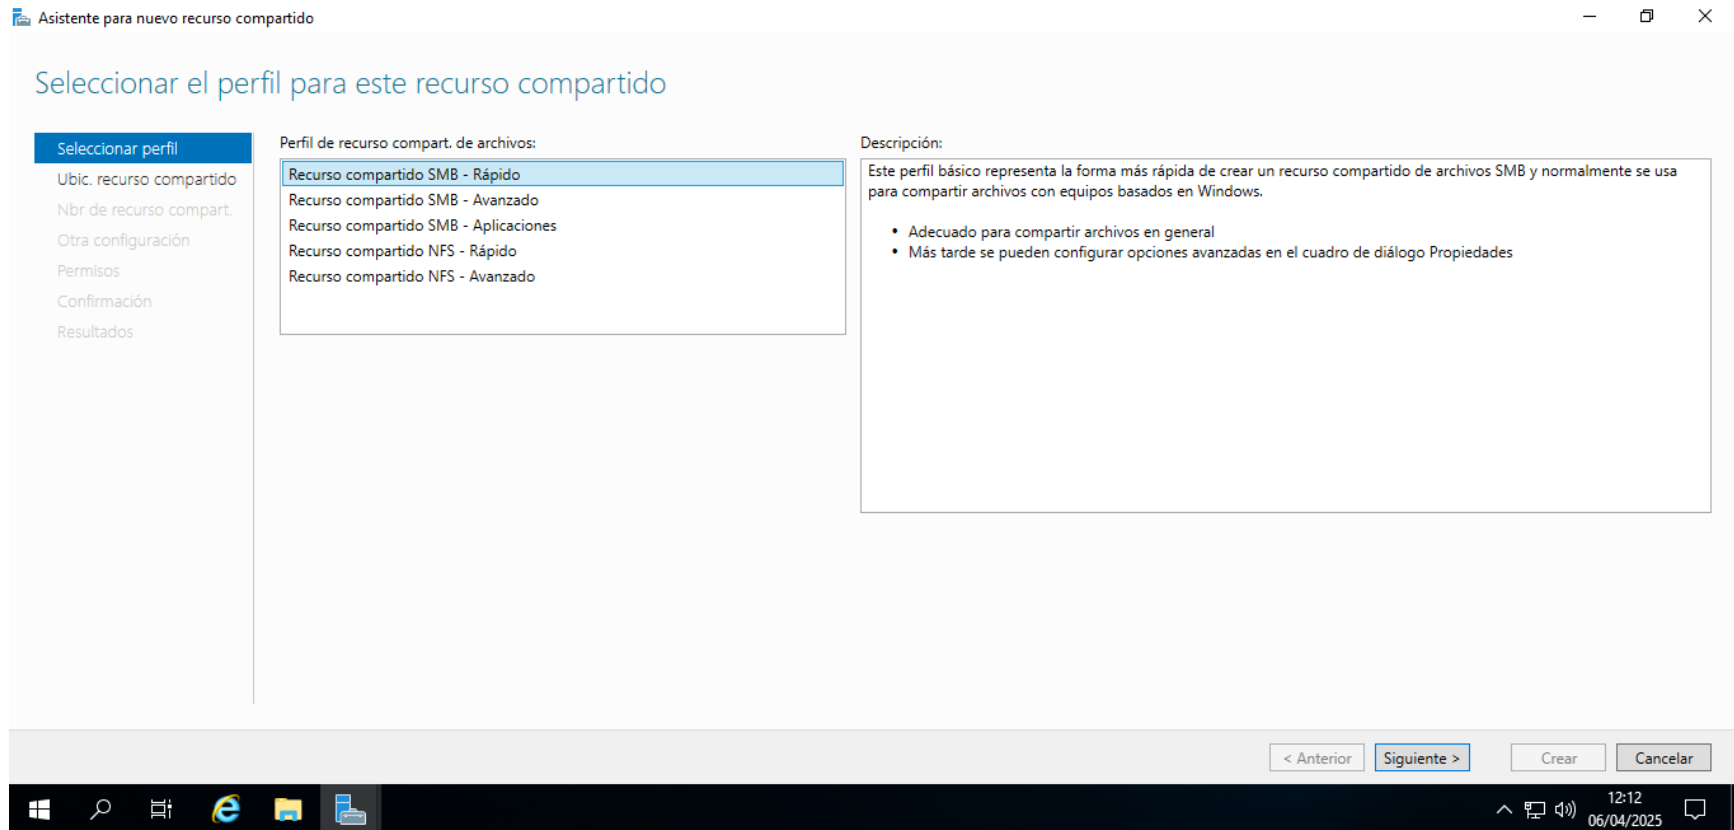 Asistente para nuevo recurso compartido
Seleccionar el perfil para este recurso compartido
Seleccionar perfil
Ubic. recurso compartido
Nbr de recurso compart.
Otra configuración
Permisos
Confirmación
Resultados
Perfil de recurso compart. de archivos:
Recurso compartido SMB - Rápido
Recurso compartido SMB - Avanzado
Recurso compartido SMB - Aplicaciones
Recurso compartido NFS - Rápido
Recurso compartido NFS - Avanzado
Descripción:
Este perfil básico representa la forma más rápida de crear un recurso compartido de archivos SMB y normalmente se usa
para compartir archivos con equipos basados en Windows.
• Adecuado para compartir archivos en general
• Más tarde se pueden configurar opciones avanzadas en el cuadro de diálogo Propiedades
< Anterior
Siguiente >
Crear
Cancelar
12:12
06/04/2025